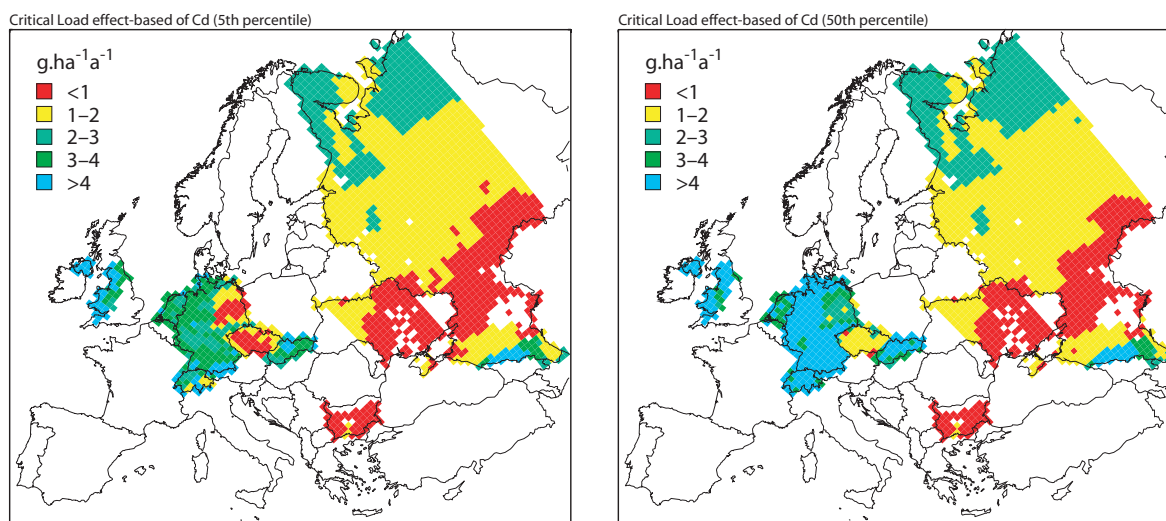 Critical Load effect-based of Cd (5th percentile)
g.ha⁻¹a⁻¹
<1
1–2
2–3
3–4
>4
Critical Load effect-based of Cd (50th percentile)
g.ha⁻¹a⁻¹
<1
1–2
2–3
3–4
>4